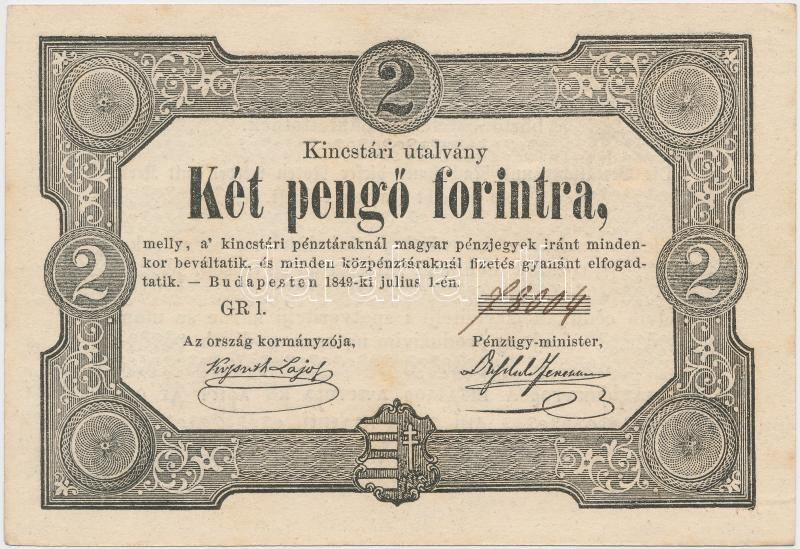 2
Kincstári utalvány
Két pengő forintra,
melly, a' kincstári pénztáraknál magyar pénzjegyek iránt minden-
kor beváltatik, és minden közpénztáraknál fizetés gyanánt elfogad-
tatik. — Budapesten 1849-ki julius 1-én.
2
2
GR 1.
78004
Az ország kormányzója,
Pénzügy-minister,
Kossuth Lajos
darabanth